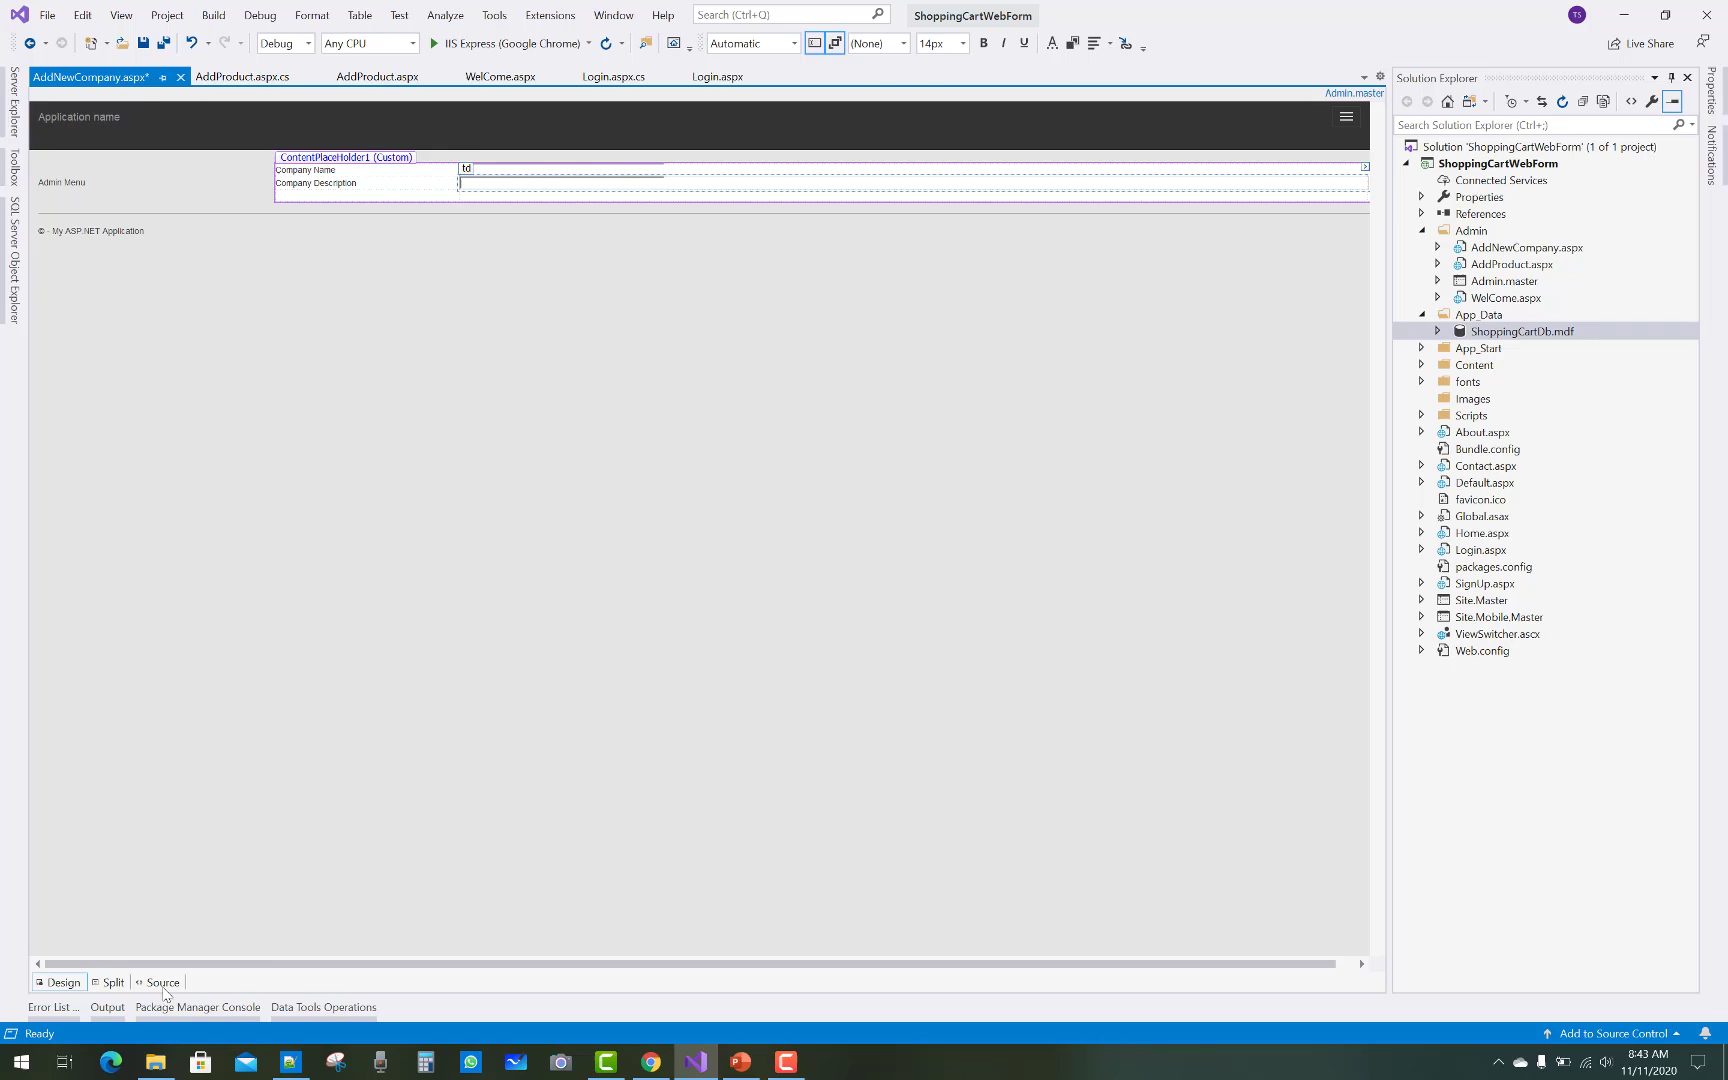 File Edit View Project Build Debug Format Table Test Analyze Tools Extensions Window Help Search (Ctrl+Q) ShoppingCartWebForm TS
Debug Any CPU IIS Express (Google Chrome) Automatic (None) 14px B I U A Live Share
AddNewCompany.aspx* AddProduct.aspx.cs AddProduct.aspx WelCome.aspx Login.aspx.cs Login.aspx
Admin.master
Application name
ContentPlaceHolder1 (Custom)
td
Company Name
Admin Menu
Company Description
© - My ASP.NET Application
Server Explorer
Toolbox
SQL Server Object Explorer
Design Split Source
Error List ... Output Package Manager Console Data Tools Operations
Ready
Add to Source Control
Solution Explorer
Search Solution Explorer (Ctrl+;)
Solution 'ShoppingCartWebForm' (1 of 1 project)
ShoppingCartWebForm
Connected Services
Properties
References
Admin
AddNewCompany.aspx
AddProduct.aspx
Admin.master
WelCome.aspx
App_Data
ShoppingCartDb.mdf
App_Start
Content
fonts
Images
Scripts
About.aspx
Bundle.config
Contact.aspx
Default.aspx
favicon.ico
Global.asax
Home.aspx
Login.aspx
packages.config
SignUp.aspx
Site.Master
Site.Mobile.Master
ViewSwitcher.ascx
Web.config
Properties
Notifications
8:43 AM
11/11/2020